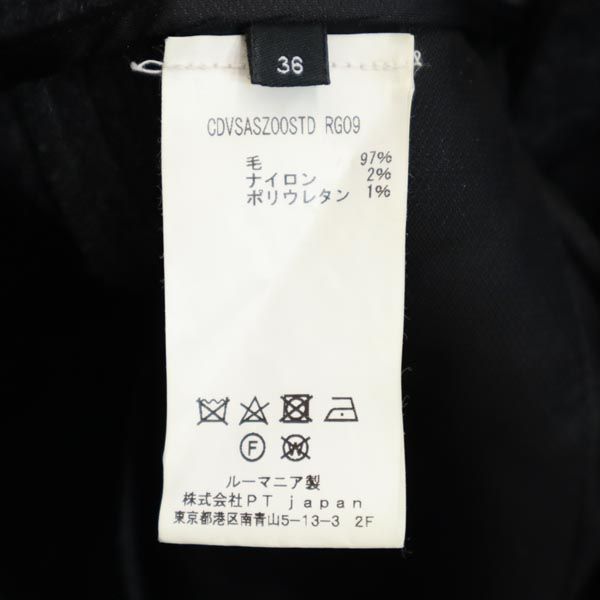 36
CDVSASZ00STD RG09
毛 97%
ナイロン 2%
ポリウレタン 1%
F W
ルーマニア製
株式会社PT japan
東京都港区南青山5-13-3 2F